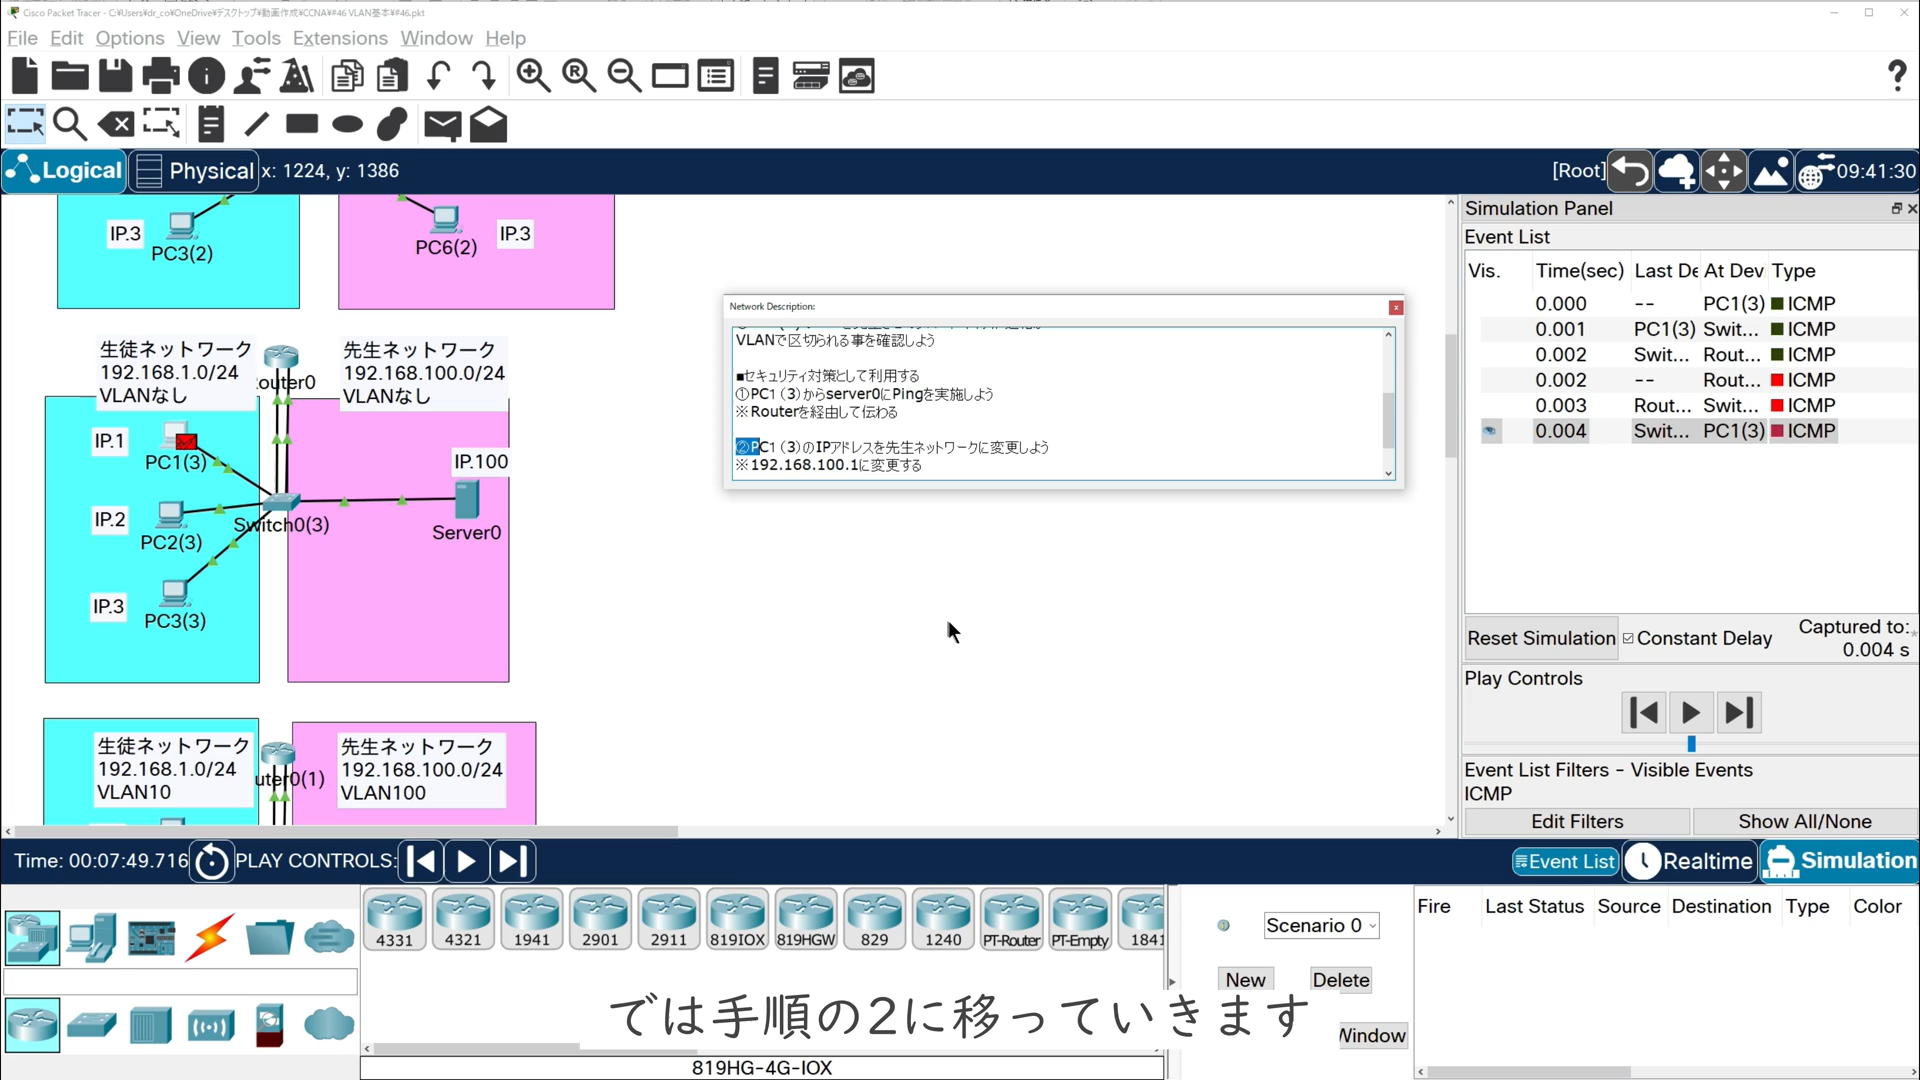 Cisco Packet Tracer - C:¥Users¥dr_co¥OneDrive¥デスクトップ¥動画作成¥CCNA¥#46 VLAN基本¥#46.pkt
File Edit Options View Tools Extensions Window Help
Logical Physical x: 1224, y: 1386 [Root] 09:41:30
IP.3
PC3(2)
PC6(2)
IP.3
生徒ネットワーク
192.168.1.0/24
VLANなし
outer0
先生ネットワーク
192.168.100.0/24
VLANなし
IP.1
PC1(3)
IP.2
PC2(3)
IP.3
PC3(3)
Switch0(3)
IP.100
Server0
生徒ネットワーク
192.168.1.0/24
VLAN10
uter0(1)
先生ネットワーク
192.168.100.0/24
VLAN100
Network Description:
VLANで区切られる事を確認しよう
■セキュリティ対策として利用する
①PC1（3）からserver0にPingを実施しよう
※Routerを経由して伝わる
②PC1（3）のIPアドレスを先生ネットワークに変更しよう
※192.168.100.1に変更する
Simulation Panel
Event List
Vis. Time(sec) Last De At Dev Type
0.000 -- PC1(3) ICMP
0.001 PC1(3) Swit... ICMP
0.002 Swit... Rout... ICMP
0.002 -- Rout... ICMP
0.003 Rout... Swit... ICMP
0.004 Swit... PC1(3) ICMP
Reset Simulation Constant Delay Captured to:
0.004 s
Play Controls
Event List Filters - Visible Events
ICMP
Edit Filters Show All/None
Time: 00:07:49.716 PLAY CONTROLS: Event List Realtime Simulation
4331 4321 1941 2901 2911 819IOX 819HGW 829 1240 PT-Router PT-Empty 1841
Scenario 0
New Delete
Window
Fire Last Status Source Destination Type Color
では手順の2に移っていきます
819HG-4G-IOX